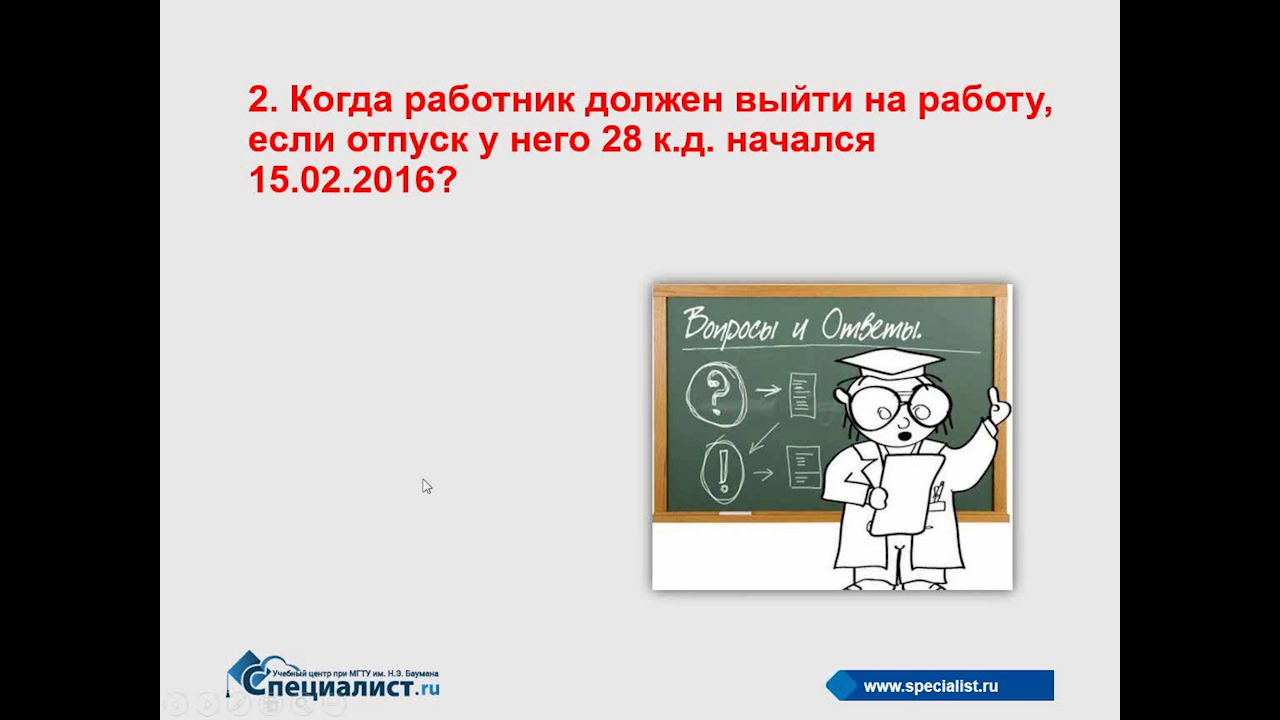 2. Когда работник должен выйти на работу,
если отпуск у него 28 к.д. начался
15.02.2016?
Вопросы и Ответы.
?
!
Учебный центр при МГТУ им. Н.Э. Баумана
Специалист.ru
www.specialist.ru